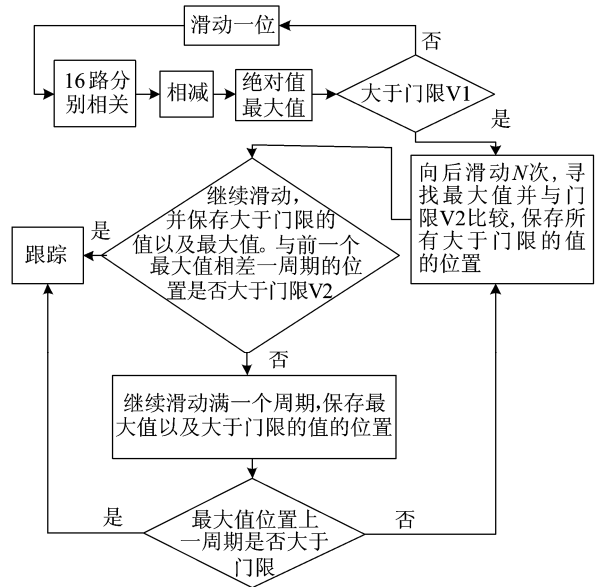 滑动一位
否
16路分
别相关
相减
绝对值
最大值
大于门限V1
是
向后滑动N次, 寻
找最大值并与门
限V2比较, 保存所
有大于门限的值
的位置
继续滑动,
并保存大于门限的
值以及最大值。与前一个
最大值相差一周期的位
置是否大于门限V2
是
跟踪
否
继续滑动满一个周期, 保存最
大值以及大于门限的值的位置
是
最大值位置上
一周期是否大于
门限
否